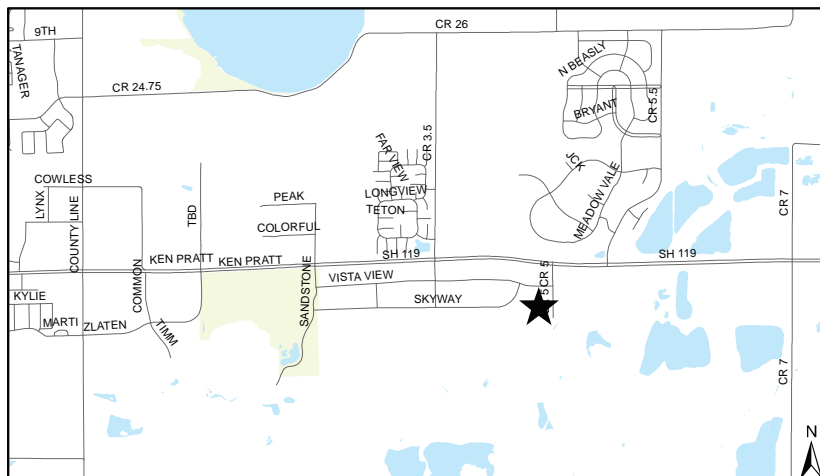 CR 26
9TH
TANAGER
N BEASLY
CR 24.75
CR 5.5
BRYANT
CR 3.5
FAR VIEW
JCK
COWLESS
PEAK
LONGVIEW
LYNX
TBD
TETON
MEADOW VALE
CR 7
COUNTY LINE
COLORFUL
KEN PRATT
KEN PRATT
SH 119
SH 119
COMMON
SANDSTONE
VISTA VIEW
CR 5
KYLIE
SKYWAY
MARTI
ZLATEN
TIMM
CR 7
N